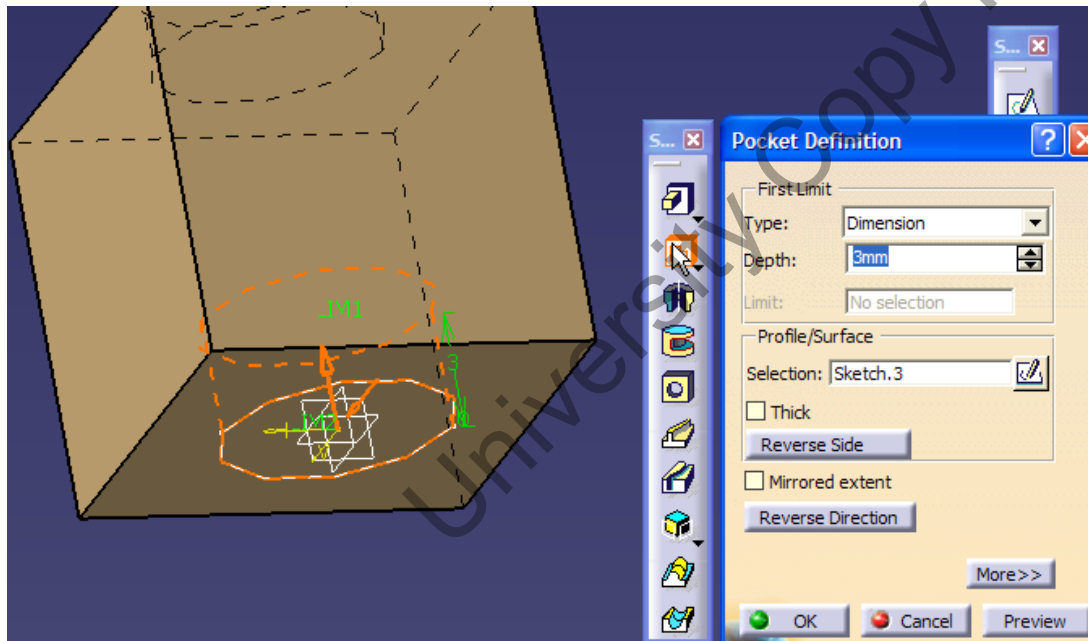 University Copy
S...
S...
Pocket Definition
First Limit
Type: Dimension
Depth: 3mm
Limit: No selection
Profile/Surface
Selection: Sketch.3
Thick
Reverse Side
Mirrored extent
Reverse Direction
More>>
OK Cancel Preview
LIM1
3